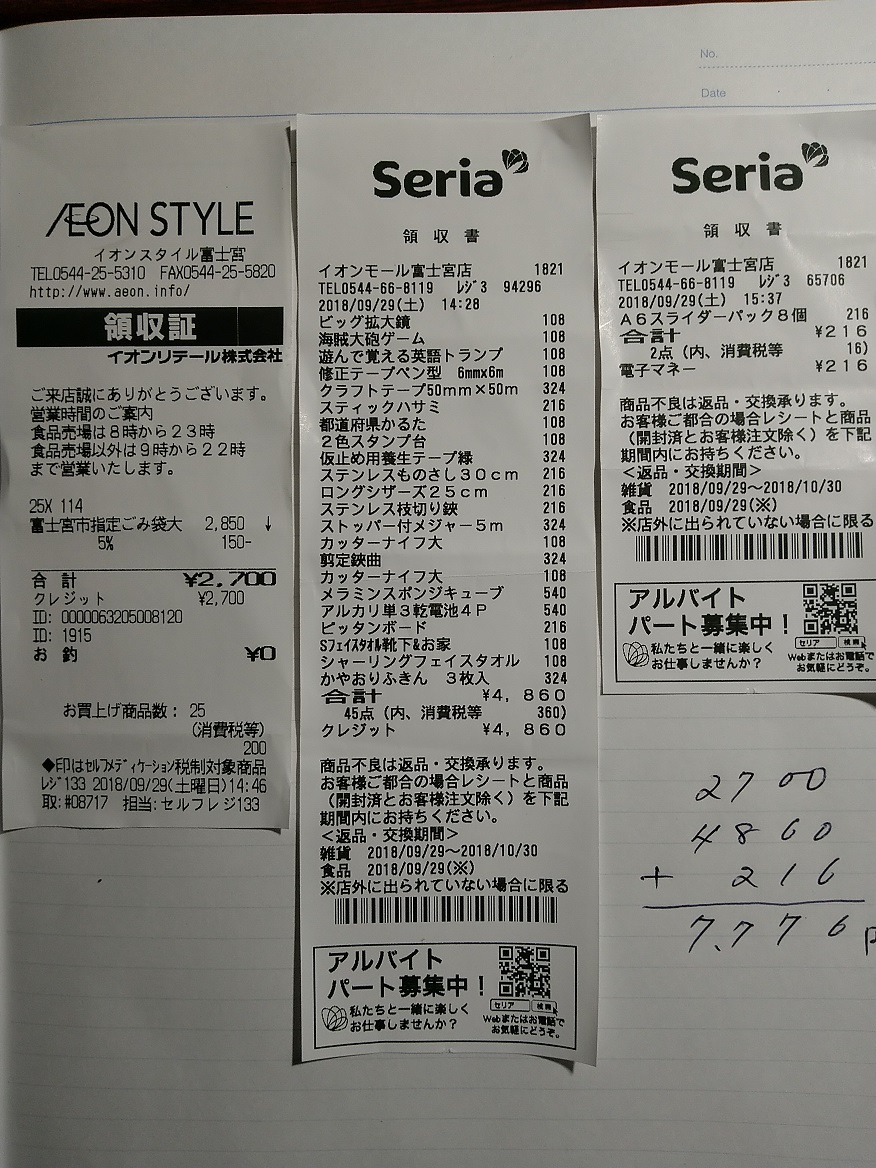 No.
Date
ÆON STYLE
イオンスタイル富士宮
TEL0544-25-5310 FAX0544-25-5820
http://www.aeon.info/
領収証
イオンリテール株式会社
ご来店誠にありがとうございます。
営業時間のご案内
食品売場は8時から23時
食品売場以外は9時から22時
まで営業いたします。
25X 114
富士宮市指定ごみ袋大 2,850 ↓
5% 150-
合計 ¥2,700
クレジット ¥2,700
ID: 0000063205008120
ID: 1915
お釣 ¥0
お買上げ商品数: 25
(消費税等)
200
◆印はセルフメディケーション税制対象商品
レジ133 2018/09/29(土曜日)14:46
取:#08717 担当:セルフレジ133
Seria
領収書
イオンモール富士宮店 1821
TEL0544-66-8119 レジ3 94296
2018/09/29(土) 14:28
ビッグ拡大鏡 108
海賊大砲ゲーム 108
遊んで覚える英語トランプ 108
修正テープペン型 6mmx6m 108
クラフトテープ50mm×50m 324
スティックハサミ 216
都道府県かるた 108
2色スタンプ台 108
仮止め用養生テープ緑 324
ステンレスものさし30cm 216
ロングシザーズ25cm 216
ステンレス枝切り鋏 216
ストッパー付メジャー5m 324
カッターナイフ大 108
剪定鋏曲 324
カッターナイフ大 108
メラミンスポンジキューブ 540
アルカリ単3乾電池4P 540
ピッタンボード 216
Sフェイスタオル靴下&お家 108
シャーリングフェイスタオル 108
かやおりふきん 3枚入 324
合計 ¥4,860
45点(内、消費税等 360)
クレジット ¥4,860
商品不良は返品・交換承ります。
お客様ご都合の場合レシートと商品
(開封済とお客様注文除く)を下記
期間内にお持ちください。
<返品・交換期間>
雑貨 2018/09/29~2018/10/30
食品 2018/09/29(※)
※店外に出られていない場合に限る
アルバイト
パート募集中!
セリア 検索
私たちと一緒に楽しく
お仕事しませんか?
Webまたはお電話で
お気軽にどうぞ。
Seria
領収書
イオンモール富士宮店 1821
TEL0544-66-8119 レジ3 65706
2018/09/29(土) 15:37
A6スライダーパック8個 216
合計 ¥216
2点(内、消費税等 16)
電子マネー ¥216
商品不良は返品・交換承ります。
お客様ご都合の場合レシートと商品
(開封済とお客様注文除く)を下記
期間内にお持ちください。
<返品・交換期間>
雑貨 2018/09/29~2018/10/30
食品 2018/09/29(※)
※店外に出られていない場合に限る
アルバイト
パート募集中!
セリア 検索
私たちと一緒に楽しく
お仕事しませんか?
Webまたはお電話で
お気軽にどうぞ。
2700
4860
+ 216
7,776